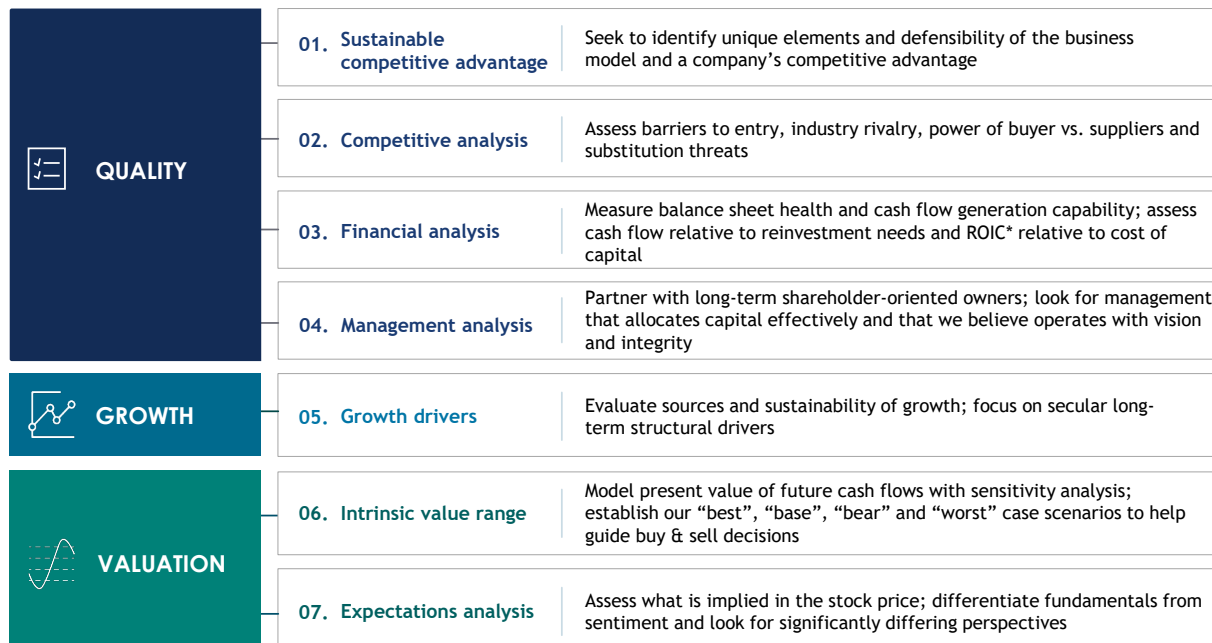 QUALITY
01. Sustainable
competitive advantage
Seek to identify unique elements and defensibility of the business
model and a company’s competitive advantage
02. Competitive analysis
Assess barriers to entry, industry rivalry, power of buyer vs. suppliers and
substitution threats
03. Financial analysis
Measure balance sheet health and cash flow generation capability; assess
cash flow relative to reinvestment needs and ROIC* relative to cost of
capital
04. Management analysis
Partner with long-term shareholder-oriented owners; look for management
that allocates capital effectively and that we believe operates with vision
and integrity
GROWTH
05. Growth drivers
Evaluate sources and sustainability of growth; focus on secular long-
term structural drivers
VALUATION
06. Intrinsic value range
Model present value of future cash flows with sensitivity analysis;
establish our “best”, “base”, “bear” and “worst” case scenarios to help
guide buy & sell decisions
07. Expectations analysis
Assess what is implied in the stock price; differentiate fundamentals from
sentiment and look for significantly differing perspectives